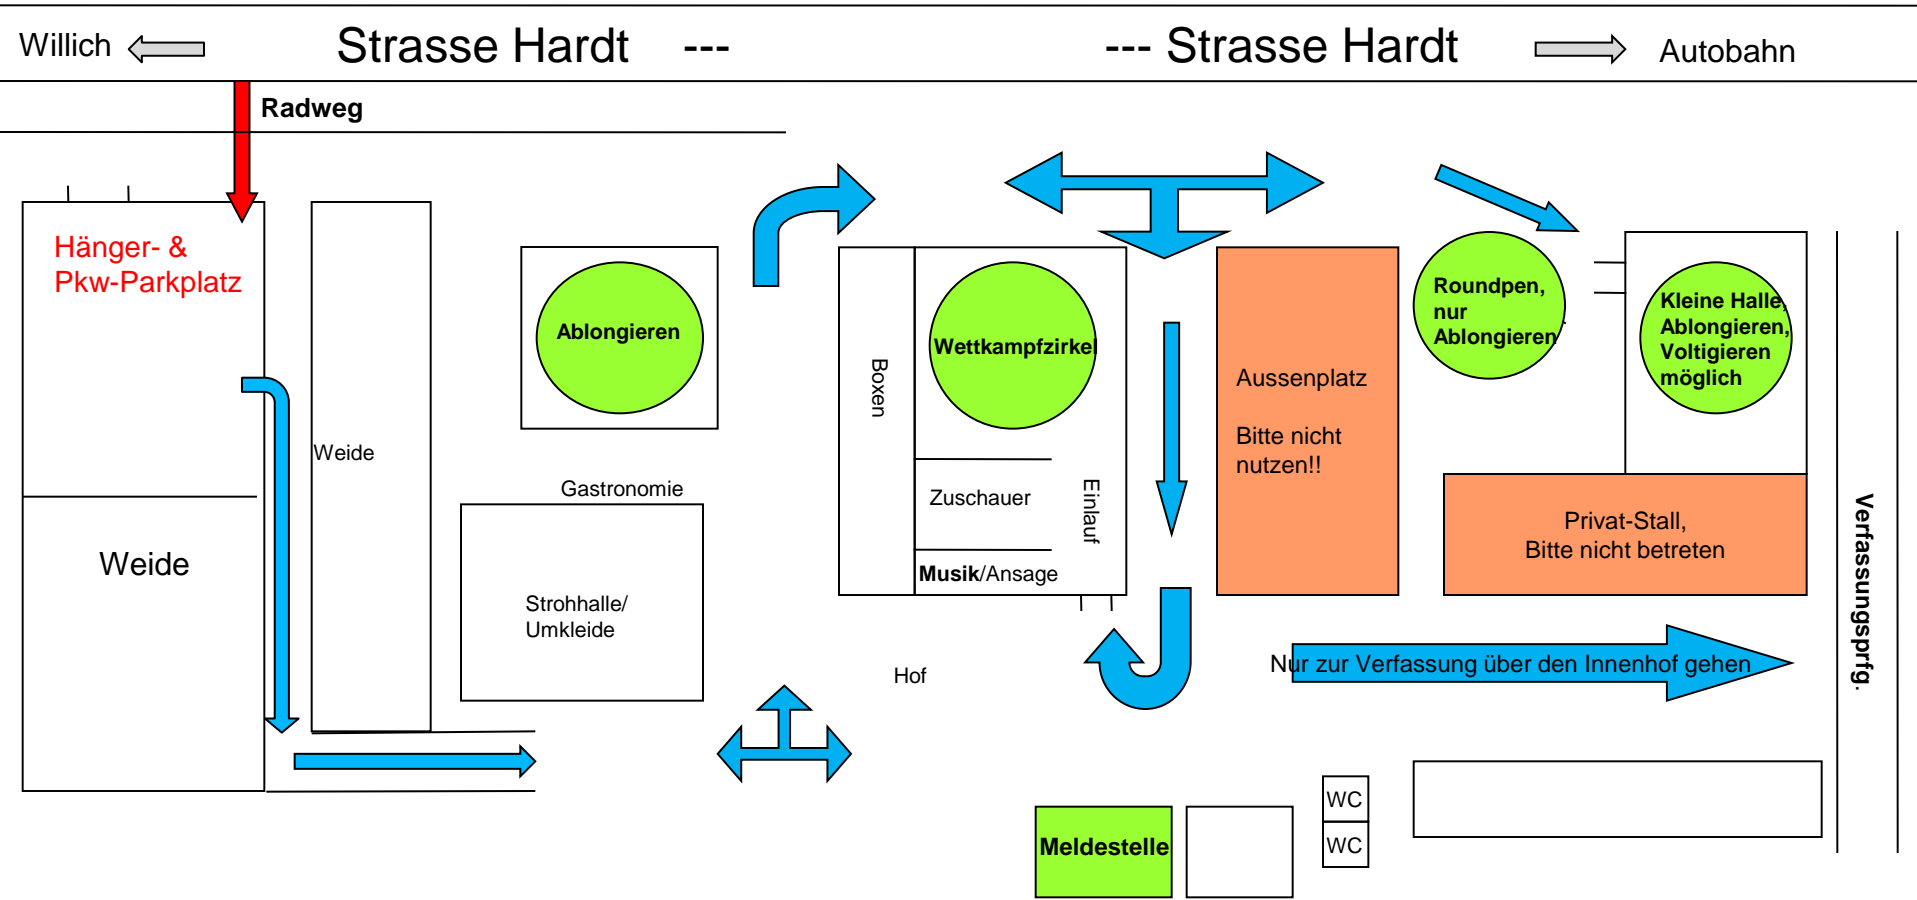 Willich
Strasse Hardt ---
--- Strasse Hardt
Autobahn
Radweg
Hänger- &
Pkw-Parkplatz
Weide
Weide
Ablongieren
Gastronomie
Strohhalle/
Umkleide
Boxen
Wettkampfzirkel
Zuschauer
Musik/Ansage
Einlauf
Aussenplatz
Bitte nicht
nutzen!!
Roundpen,
nur
Ablongieren
Kleine Halle,
Ablongieren,
Voltigieren
möglich
Privat-Stall,
Bitte nicht betreten
Verfassungsprfg.
Hof
Nur zur Verfassung über den Innenhof gehen
Meldestelle
WC
WC